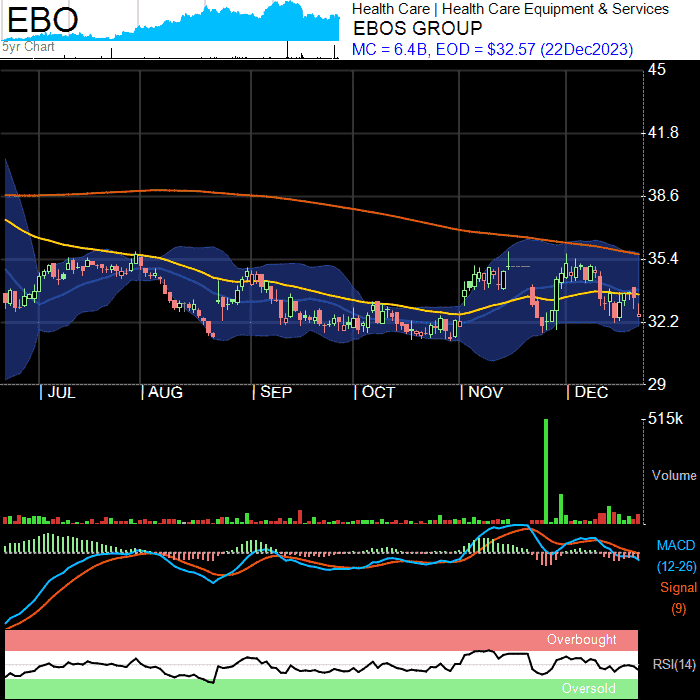 EBO
5yr Chart
Health Care | Health Care Equipment & Services
EBOS GROUP
MC = 6.4B, EOD = $32.57 (22Dec2023)
45
41.8
38.6
35.4
32.2
29
| JUL | AUG | SEP | OCT | NOV | DEC
515k
Volume
MACD
(12-26)
Signal
(9)
Overbought
RSI(14)
Oversold